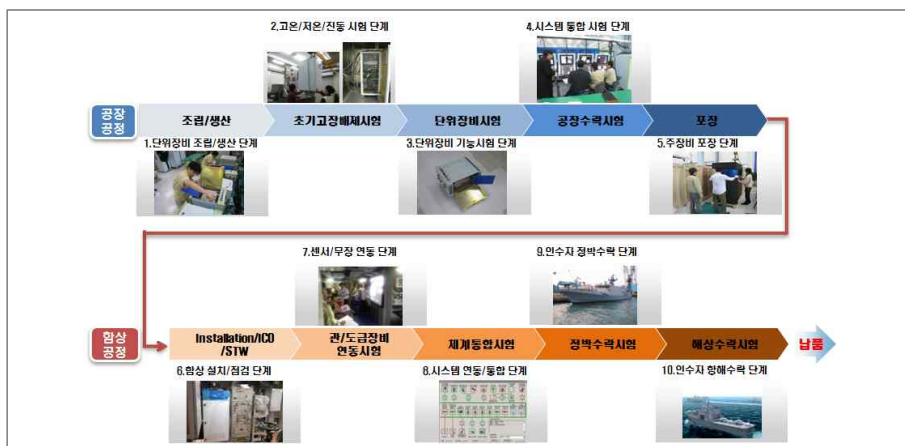 2.고온/저온/진동 시험 단계
4.시스템 통합 시험 단계
공장
공정
조립/생산
초기고장배제시험
단위장비시험
공장수락시험
포장
1.단위장비 조립/생산 단계
3.단위장비 기능시험 단계
5.주장비 포장 단계
7.센서/무장 연동 단계
9.인수자 정박수락 단계
함상
공정
Installation/ICD
/STW
관/도급장비
연동시험
체계통합시험
정박수락시험
해상수락시험
납품
6.함상 설치/점검 단계
8.시스템 연동/통합 단계
10.인수자 항해수락 단계